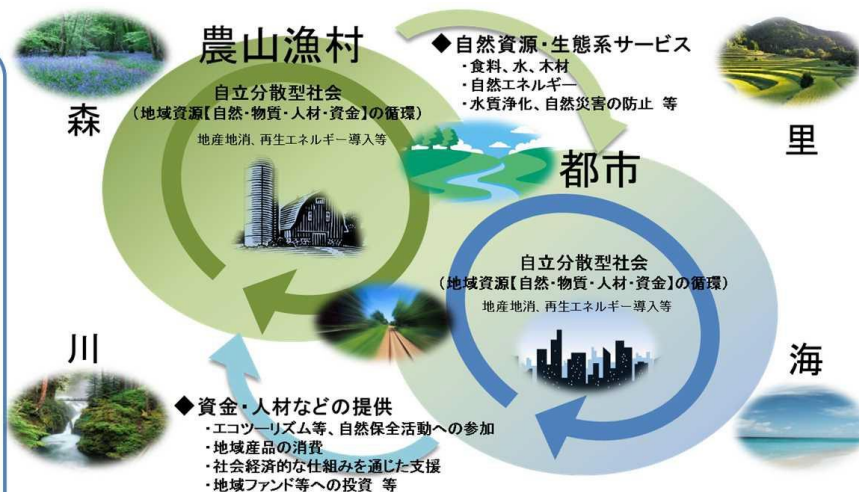 農山漁村
◆自然資源・生態系サービス
・食料、水、木材
・自然エネルギー
・水質浄化、自然災害の防止 等
自立分散型社会
(地域資源【自然・物質・人材・資金】の循環)
地産地消、再生エネルギー導入等
森
里
都市
自立分散型社会
(地域資源【自然・物質・人材・資金】の循環)
地産地消、再生エネルギー導入等
川
海
◆資金・人材などの提供
・エコツーリズム等、自然保全活動への参加
・地域産品の消費
・社会経済的な仕組みを通じた支援
・地域ファンド等への投資 等